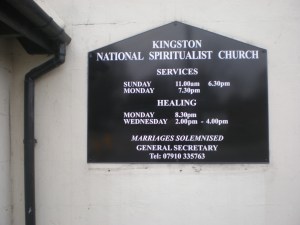 KINGSTON
NATIONAL SPIRITUALIST CHURCH
SERVICES
SUNDAY 11.00am 6.30pm
MONDAY 7.30pm
HEALING
MONDAY 8.30pm
WEDNESDAY 2.00pm - 4.00pm
MARRIAGES SOLEMNISED
GENERAL SECRETARY
Tel: 07910 335763